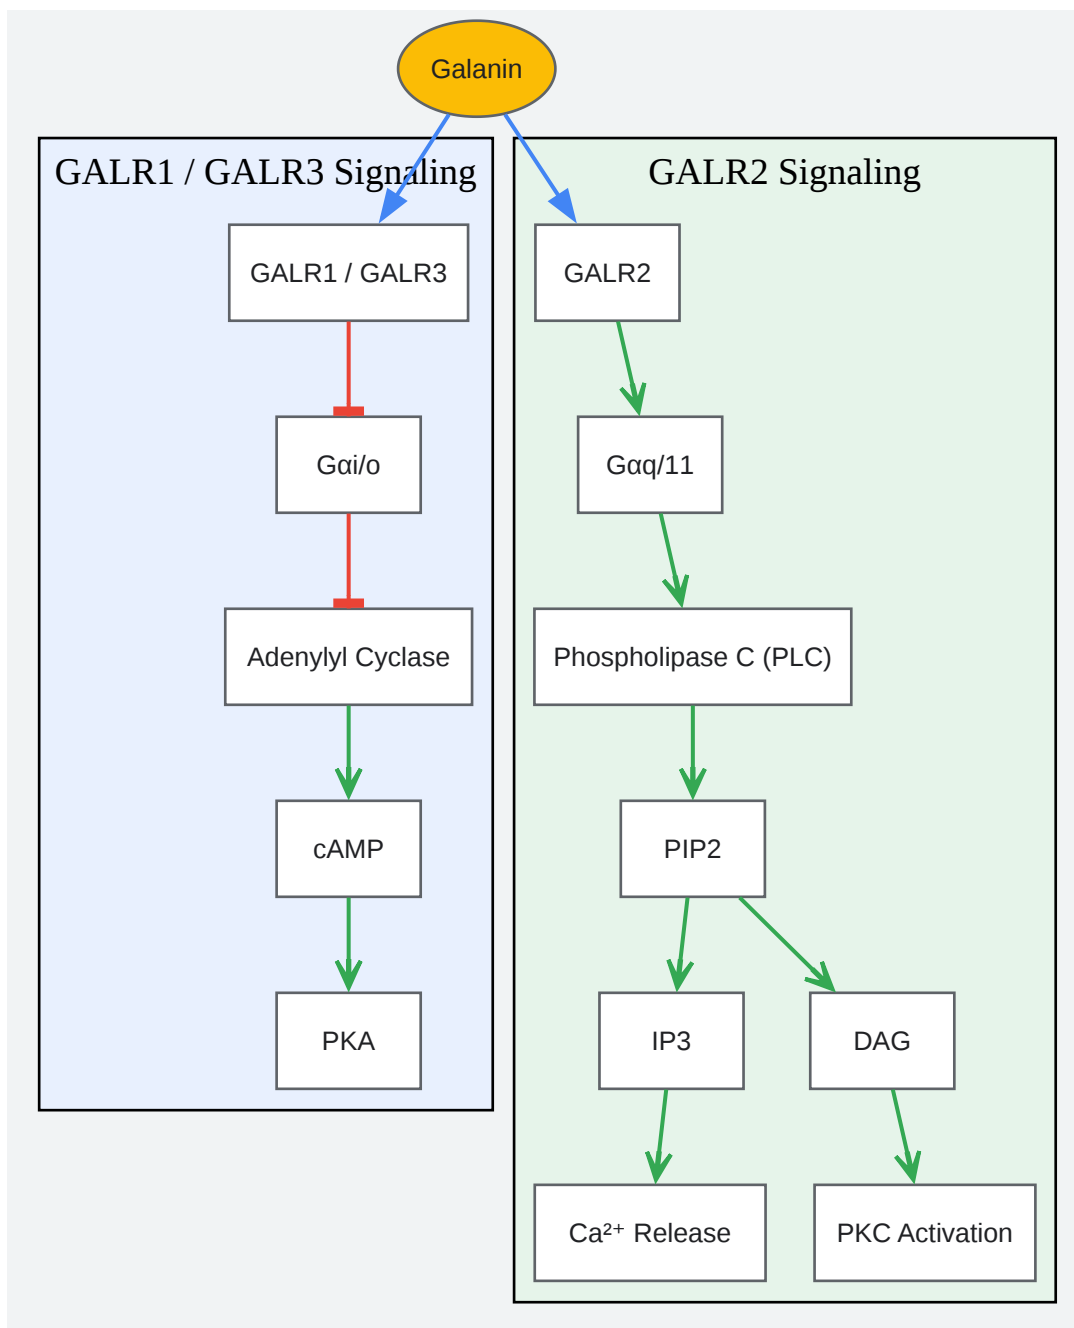 Galanin
GALR1 / GALR3 Signaling
GALR2 Signaling
GALR1 / GALR3
GALR2
Gαi/o
Gαq/11
Adenylyl Cyclase
Phospholipase C (PLC)
cAMP
PIP2
PKA
IP3
DAG
Ca²⁺ Release
PKC Activation